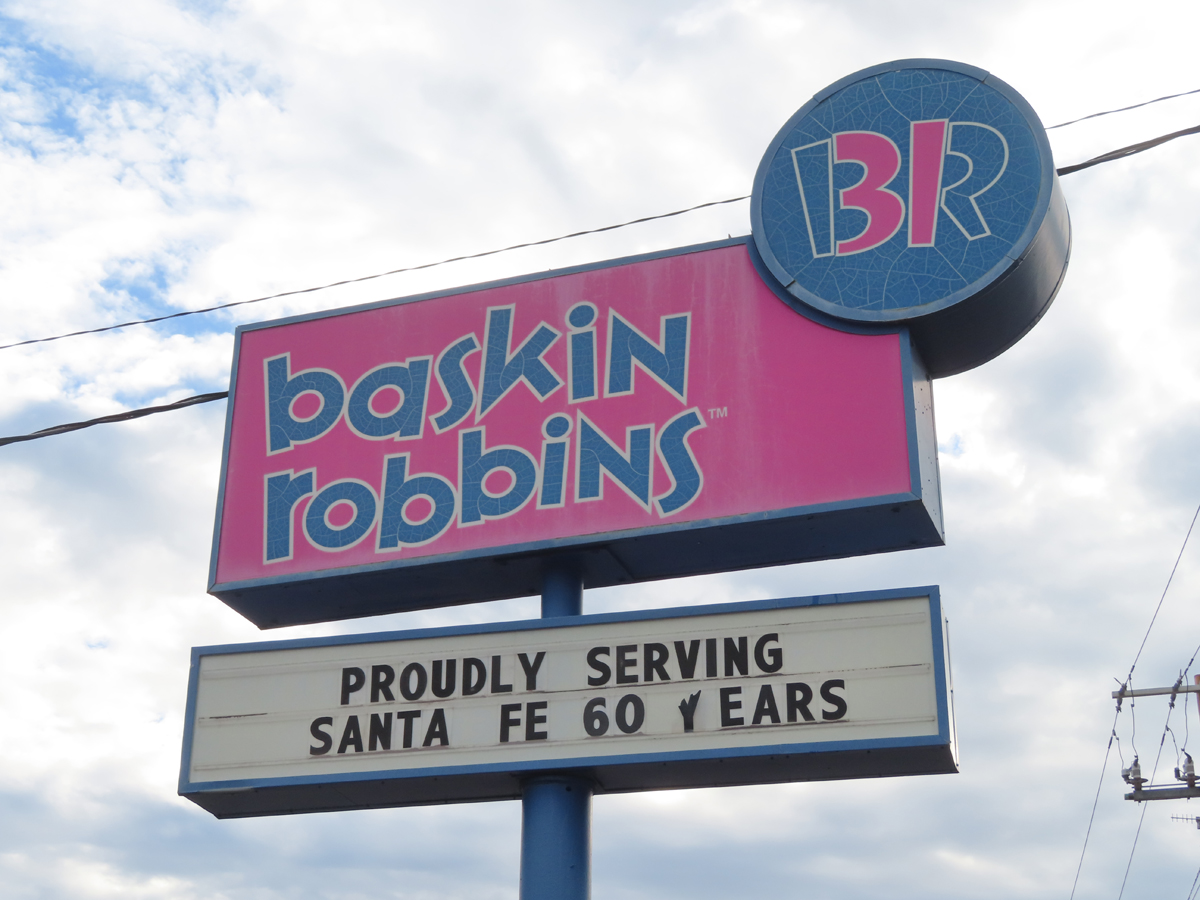 BR
baskin
robbins™
PROUDLY SERVING
SANTA FE 60 YEARS